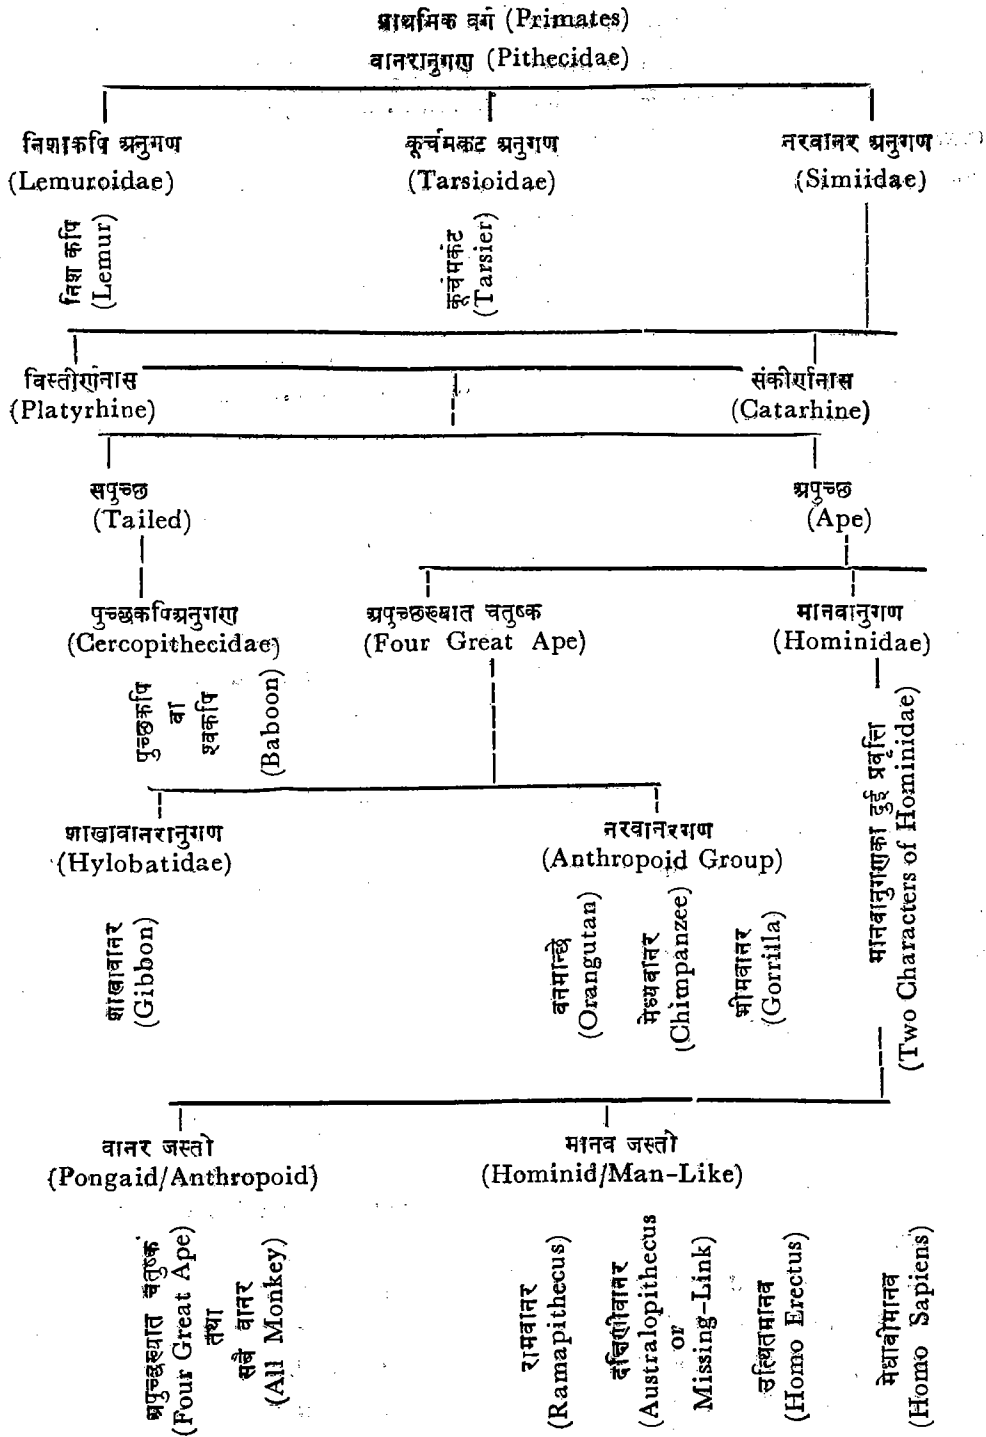 प्राथमिक वर्ग (Primates)
वानरानुगण (Pithecidae)
निशाकपि अनुगण
(Lemuroidae)
कूर्चमकट अनुगण
(Tarsioidae)
नरवानर अनुगण
(Simiidae)
निश कपि
(Lemur)
कूर्चमर्कट
(Tarsier)
विस्तीर्णनास
(Platyrhine)
संकीर्णनास
(Catarhine)
सपुच्छ
(Tailed)
अपुच्छ
(Ape)
पुच्छकपिअनुगण
(Cercopithecidae)
अपुच्छख्यात चतुष्क
(Four Great Ape)
मानवानुगण
(Hominidae)
पुच्छकपि
वा
श्वकपि
(Baboon)
मानवानुगणका दुई प्रवृत्ति
(Two Characters of Hominidae)
शाखावानरानुगण
(Hylobatidae)
नरवानरगण
(Anthropoid Group)
शाखावानर
(Gibbon)
वनमान्छे
(Orangutan)
मध्यवानर
(Chimpanzee)
भीमवानर
(Gorrilla)
वानर जस्तो
(Pongaid/Anthropoid)
मानव जस्तो
(Hominid/Man-Like)
अपुच्छख्यात चतुष्क
(Four Great Ape)
तथा
सबै वानर
(All Monkey)
रामवानर
(Ramapithecus)
दक्षिणीवानर
(Australopithecus
or
Missing-Link)
उत्थितमानव
(Homo Erectus)
मेधावीमानव
(Homo Sapiens)